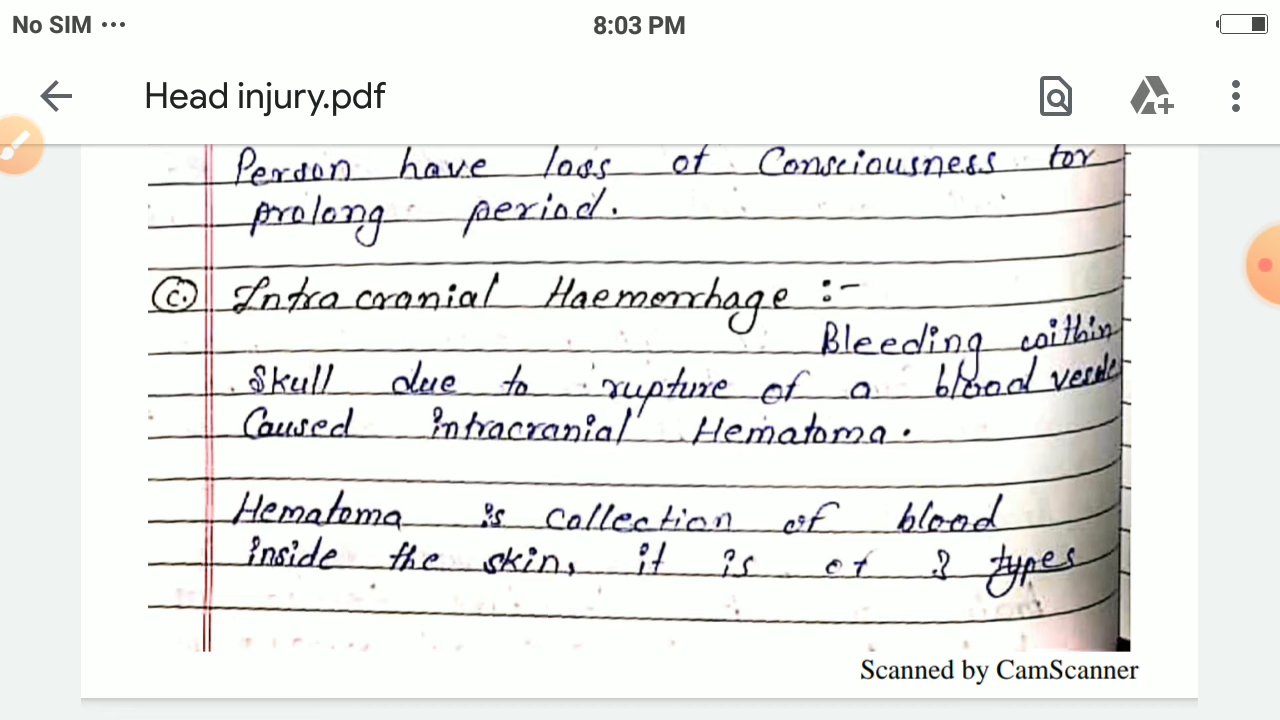 No SIM ...
8:03 PM
Head injury.pdf
Person have loss of Consciousness for
prolong period.
C. Intra cranial Haemorrhage :-
Bleeding within
Skull due to rupture of a blood vessle
Caused intracranial Hematoma.
Hematoma is collection of blood
inside the skin, it is of 3 types
Scanned by CamScanner